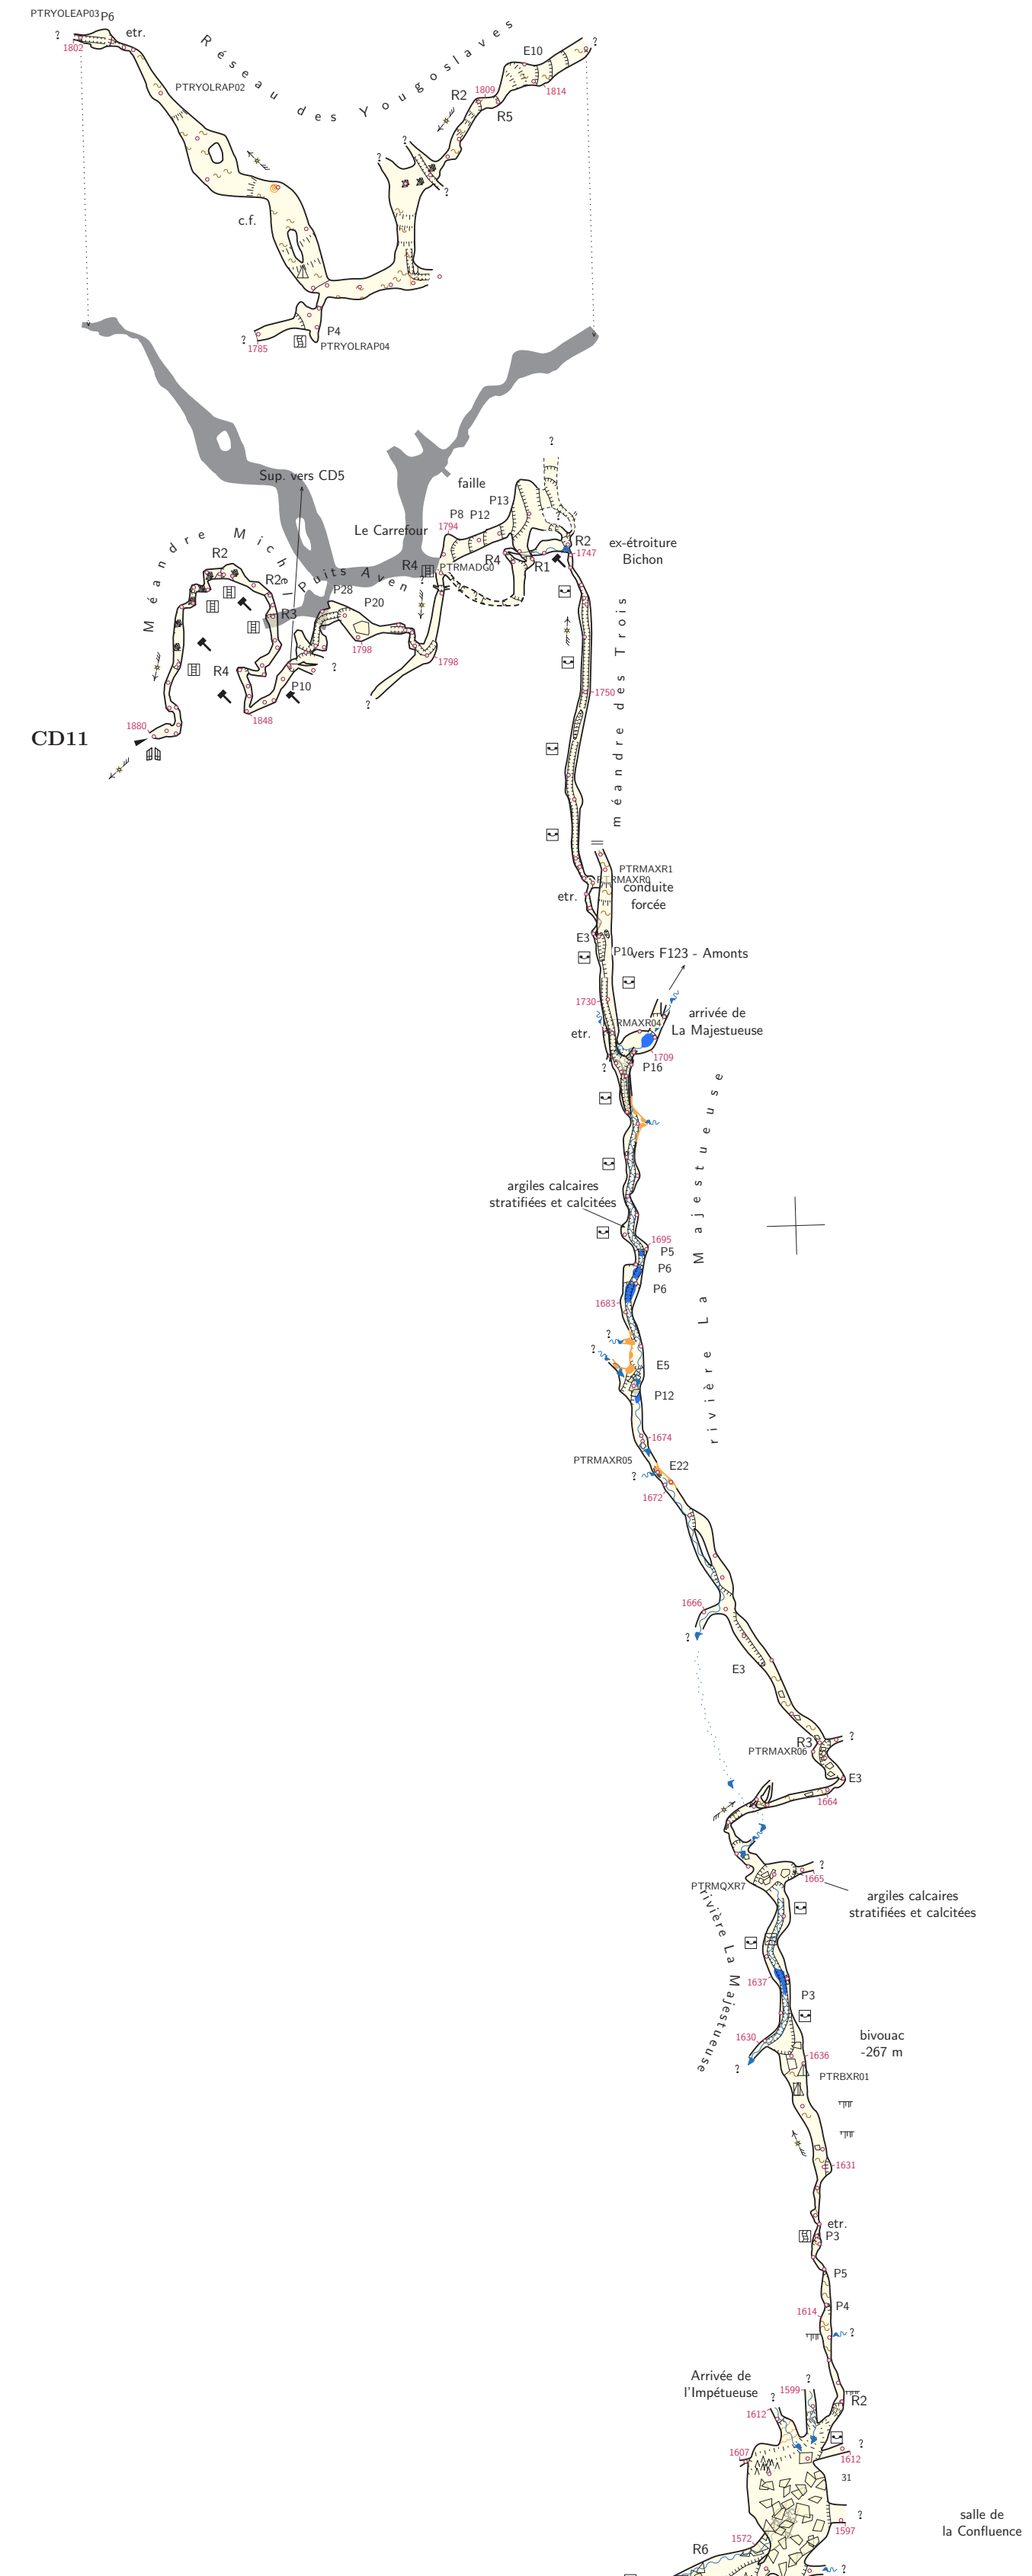 PTRYOLEAP03
P6
?
etr.
1802
Réseau des Yougoslaves
E10
?
PTRYOLRAP02
1809
1814
R2
R5
?
?
?
c.f.
P4
?
1785
PTRYOLRAP04
?
Sup. vers CD5
faille
P13
P8
P12
1794
Le Carrefour
?
R2
ex-étroiture
Bichon
1747
Méandre Michel
Puits Aven
R2
R4
PTRMADG0
R4
R1
R2
P28
?
P20
R3
1798
1798
R4
P10
?
?
1848
1880
CD11
1750
méandre des Trois
PTRMAXR1
conduite
forcée
etr.
E3
P10
vers F123 - Amonts
1730
arrivée de
La Majestueuse
etr.
1709
?
P16
rivière La Majestueuse
argiles calcaires
stratifiées et calcitées
1695
P5
P6
P6
1683
?
?
E5
P12
1674
PTRMAXR05
E22
?
1672
1666
?
E3
R3
?
PTRMAXR06
E3
1664
?
1665
PTRMQXR7
argiles calcaires
stratifiées et calcitées
rivière La Majestueuse
1637
P3
1630
bivouac
-267 m
1636
?
PTRBXR01
1631
etr.
P3
P5
P4
1614
?
Arrivée de
l'Impétueuse
?
1599
?
R2
1612
?
1607
1612
31
?
salle de
la Confluence
1597
1572
R6
?